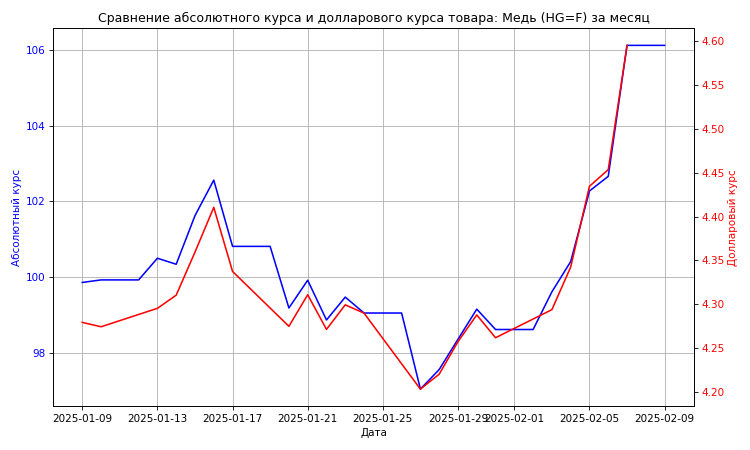 Сравнение абсолютного курса и долларового курса товара: Медь (HG=F) за месяц
106
104
102
100
98
Абсолютный курс
4.60
4.55
4.50
4.45
4.40
4.35
4.30
4.25
4.20
Долларовый курс
2025-01-09 2025-01-13 2025-01-17 2025-01-21 2025-01-25 2025-01-29 2025-02-01 2025-02-05 2025-02-09
Дата